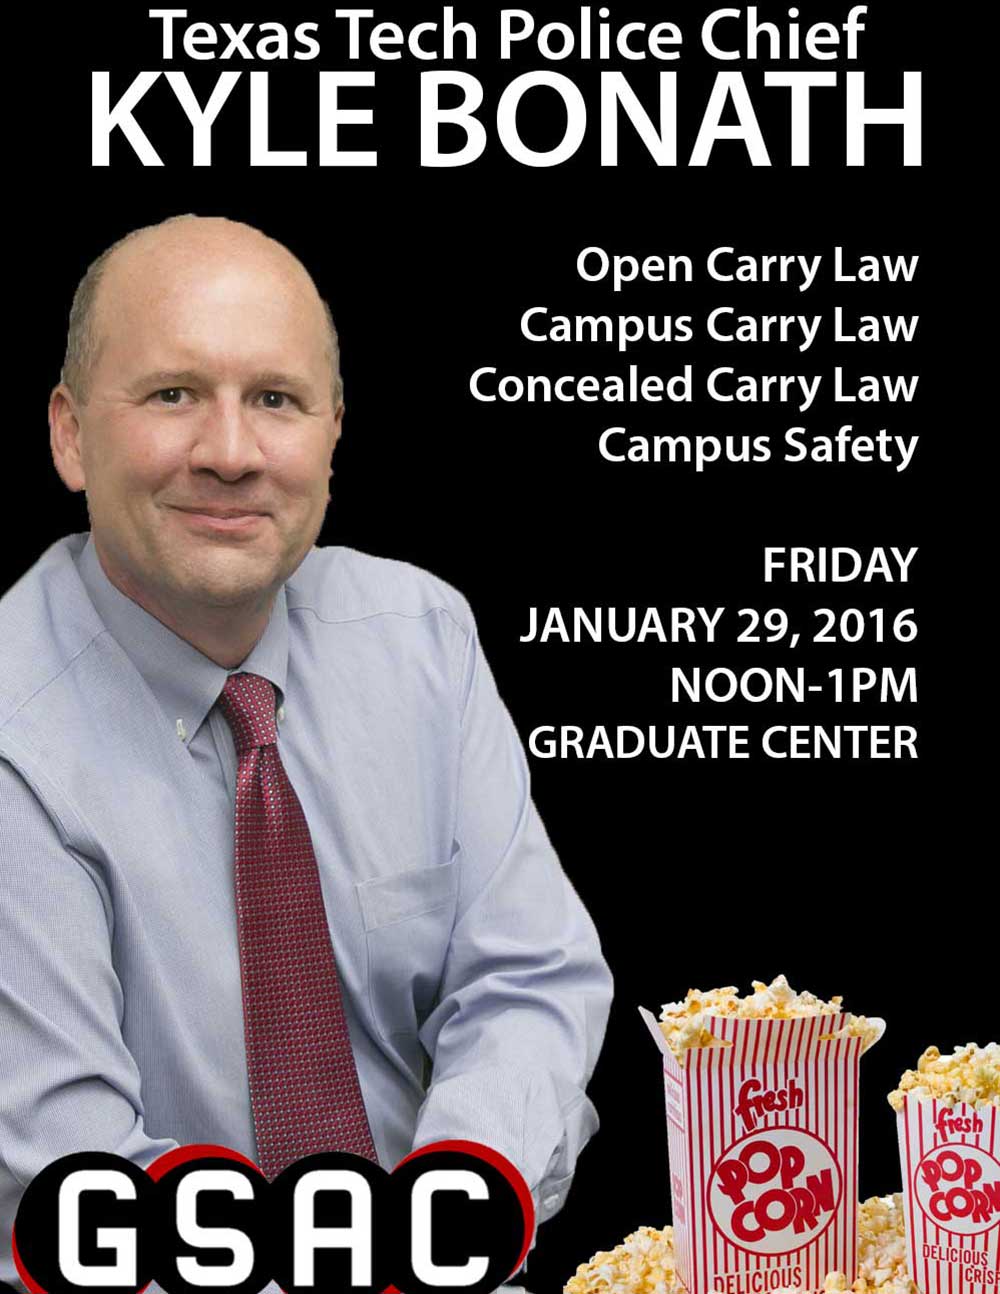 Texas Tech Police Chief
KYLE BONATH
Open Carry Law
Campus Carry Law
Concealed Carry Law
Campus Safety
FRIDAY
JANUARY 29, 2016
NOON-1PM
GRADUATE CENTER
fresh
POP
CORN
DELICIOUS
fresh
POP
CORN
DELICIOUS
GSAC